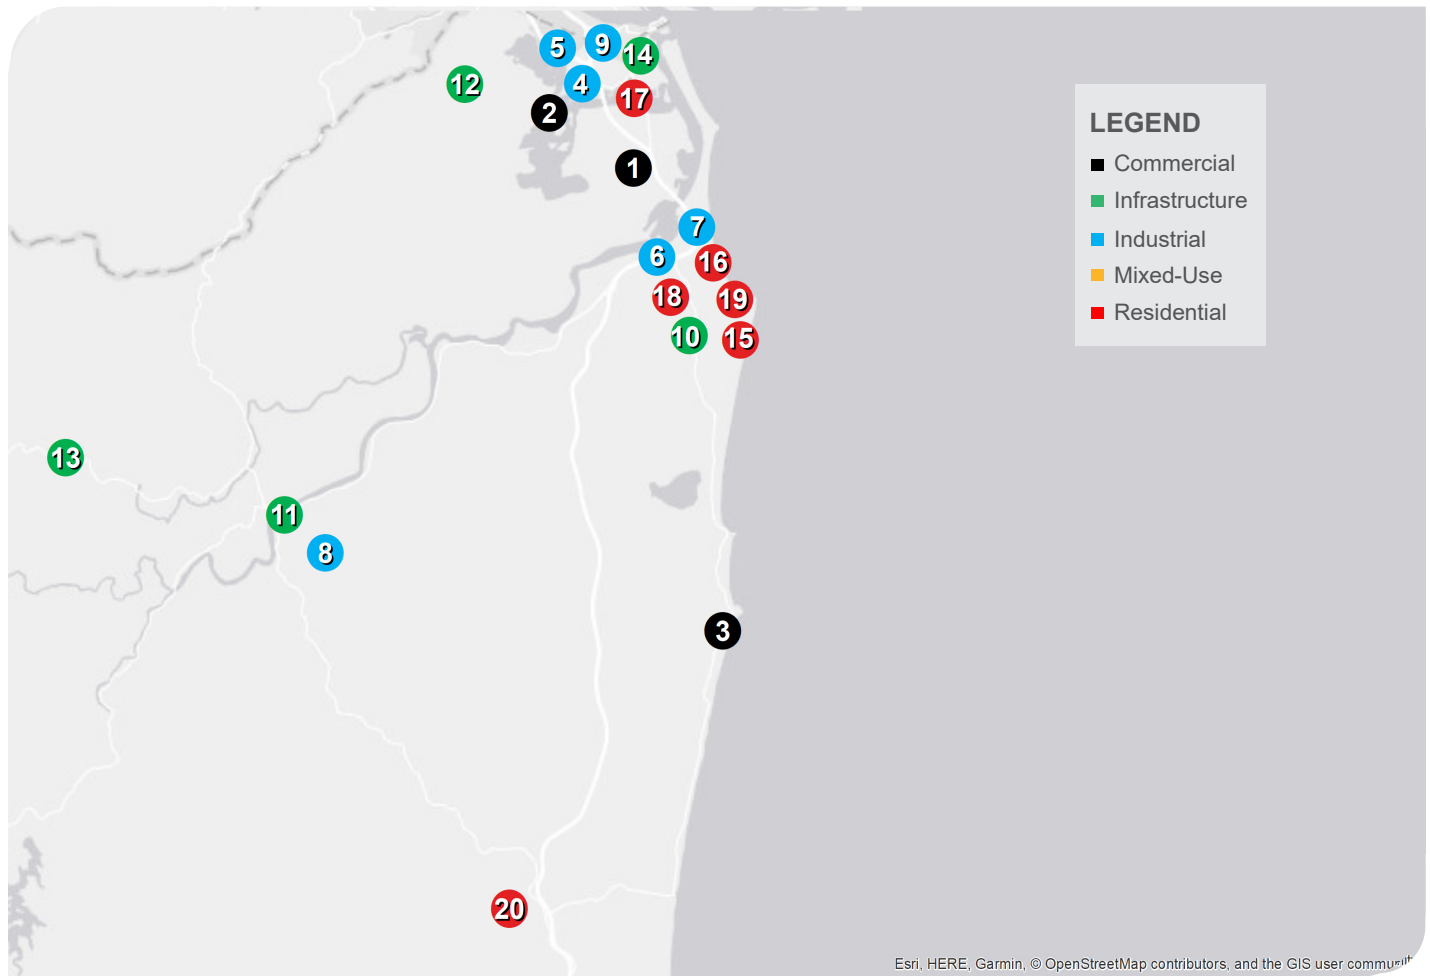 5
9
14
12
4
17
2
1
7
6
16
18
19
10
15
13
11
8
3
20
LEGEND
Commercial
Infrastructure
Industrial
Mixed-Use
Residential
Esri, HERE, Garmin, © OpenStreetMap contributors, and the GIS user